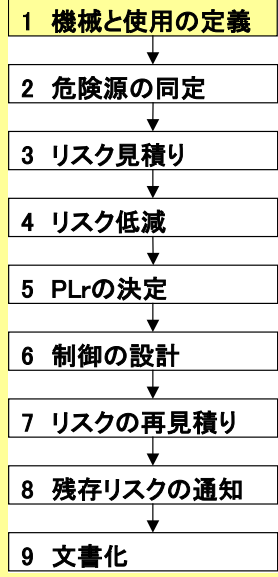 1 機械と使用の定義
2 危険源の同定
3 リスク見積り
4 リスク低減
5 PLrの決定
6 制御の設計
7 リスクの再見積り
8 残存リスクの通知
9 文書化